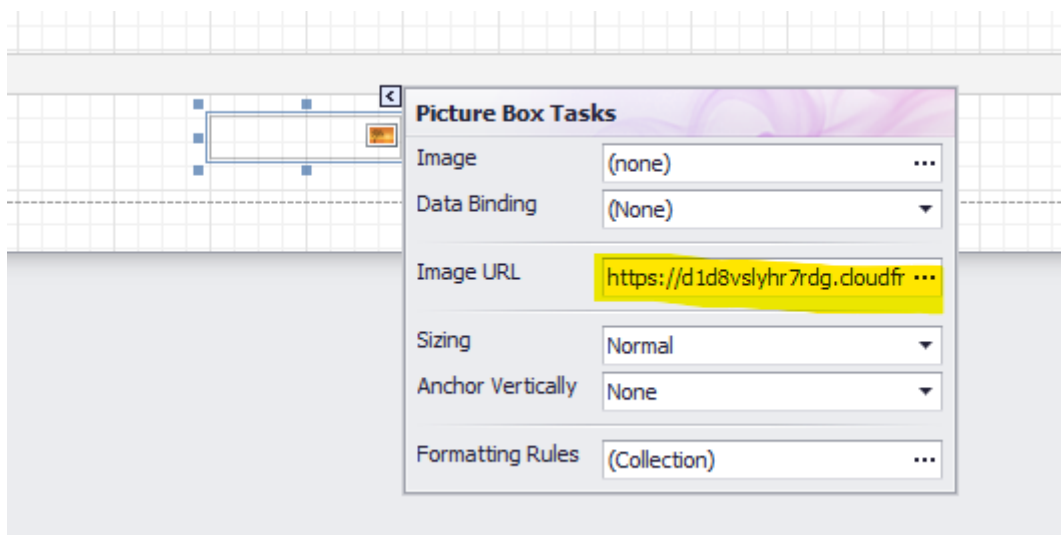 Picture Box Tasks
Image (none) ...
Data Binding (None)
Image URL https://d1d8vslyhr7rdg.cloudfr ...
Sizing Normal
Anchor Vertically None
Formatting Rules (Collection) ...